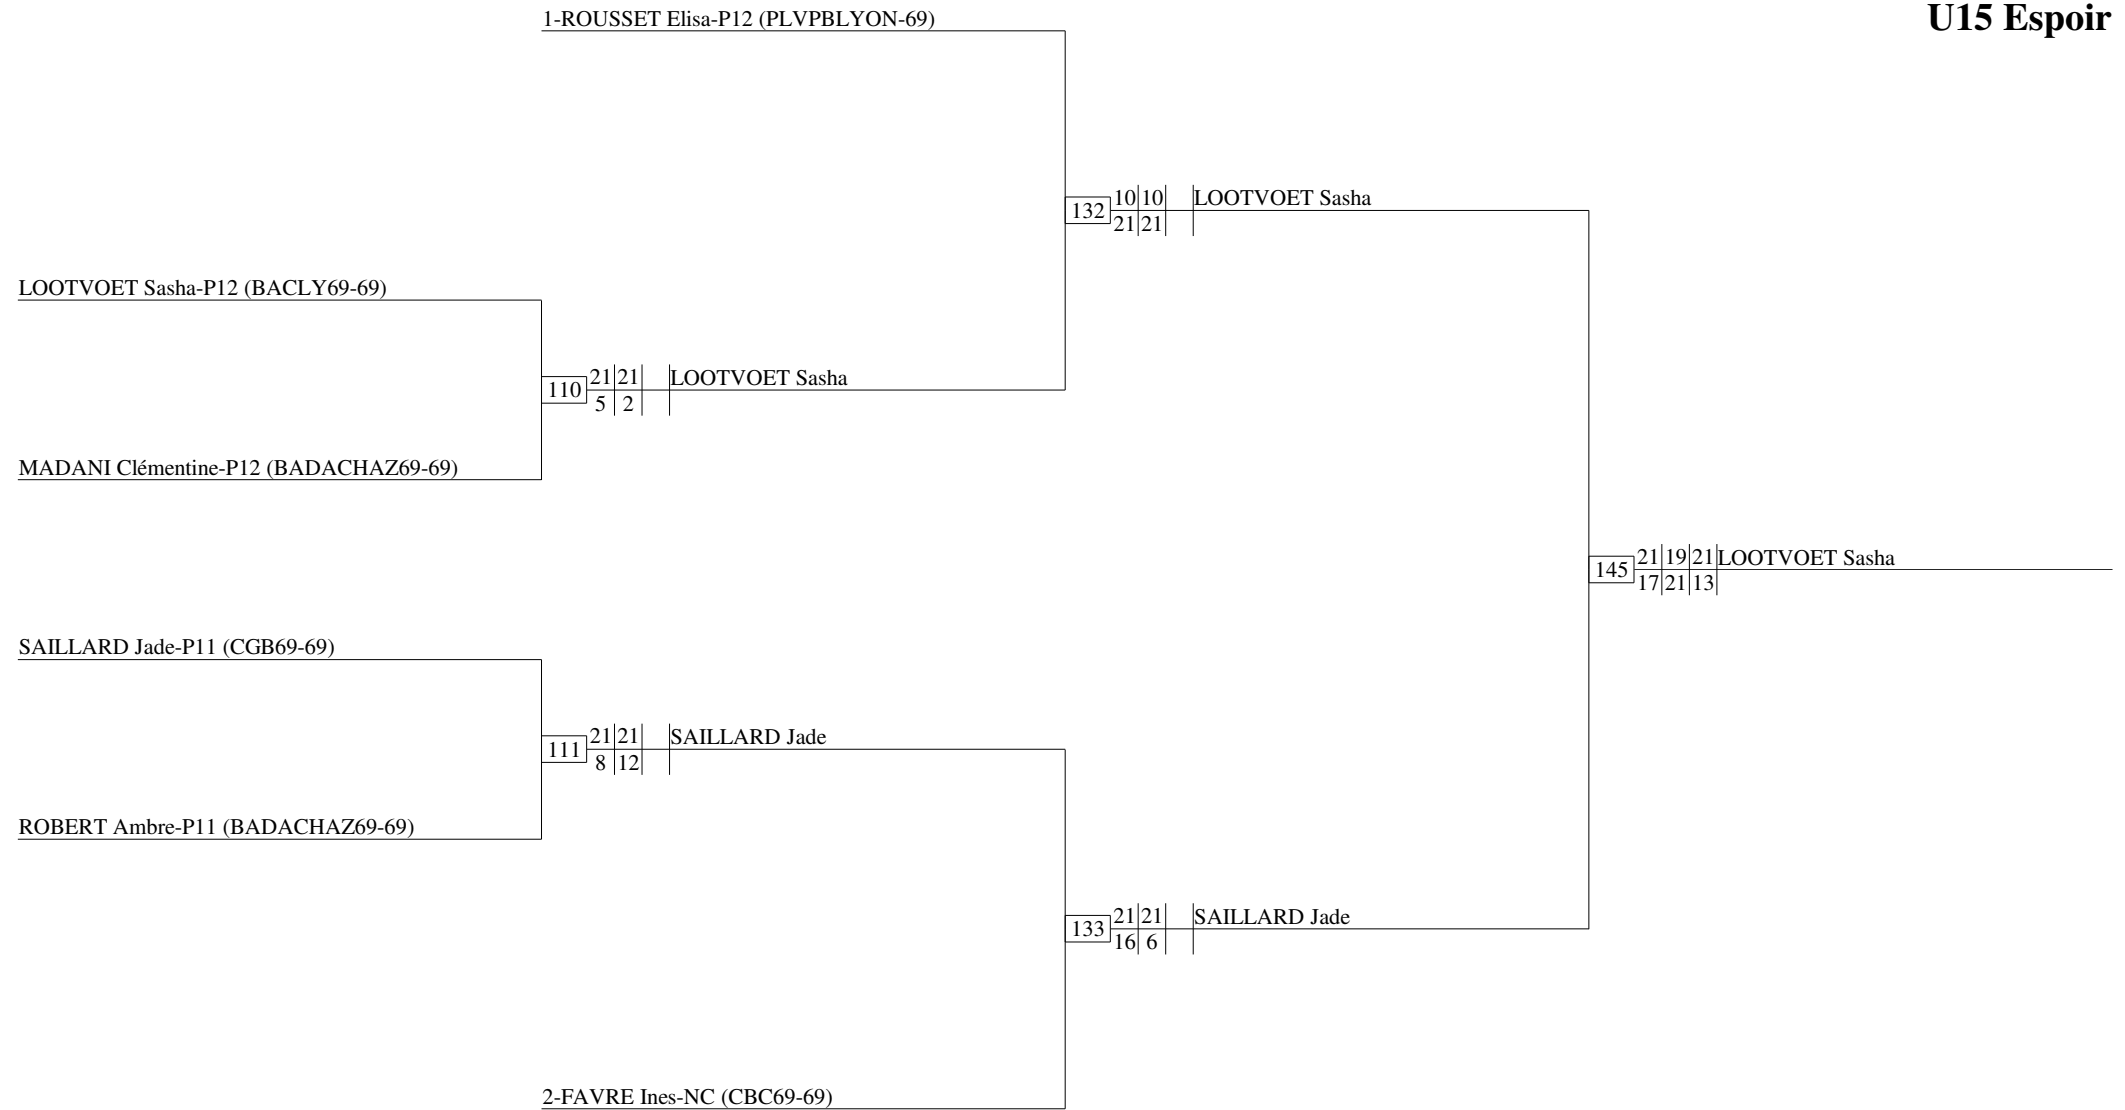 U15 Espoir
1-ROUSSET Elisa-P12 (PLVPBLYON-69)
132 10 10 LOOTVOET Sasha
21 21
LOOTVOET Sasha-P12 (BACLY69-69)
110 21 21 LOOTVOET Sasha
5 2
MADANI Clémentine-P12 (BADACHAZ69-69)
145 21 19 21 LOOTVOET Sasha
17 21 13
SAILLARD Jade-P11 (CGB69-69)
111 21 21 SAILLARD Jade
8 12
ROBERT Ambre-P11 (BADACHAZ69-69)
133 21 21 SAILLARD Jade
16 6
2-FAVRE Ines-NC (CBC69-69)